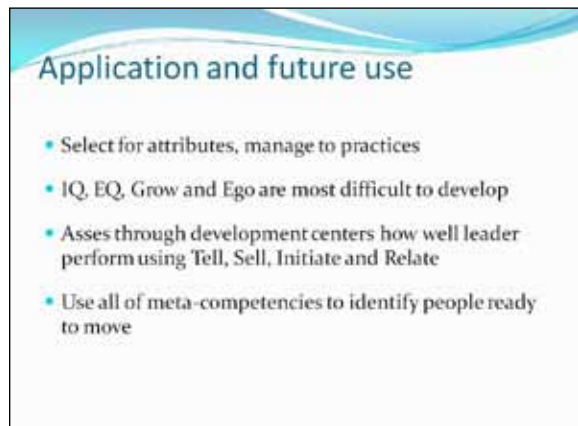 Application and future use
• Select for attributes, manage to practices
• IQ, EQ, Grow and Ego are most difficult to develop
• Asses through development centers how well leader
perform using Tell, Sell, Initiate and Relate
• Use all of meta-competencies to identify people ready
to move